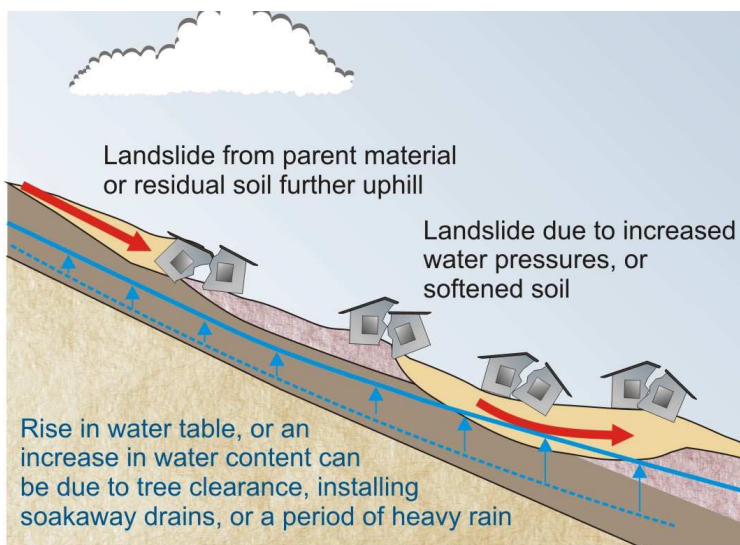 Landslide from parent material
or residual soil further uphill
Landslide due to increased
water pressures, or
softened soil
Rise in water table, or an
increase in water content can
be due to tree clearance, installing
soakaway drains, or a period of heavy rain